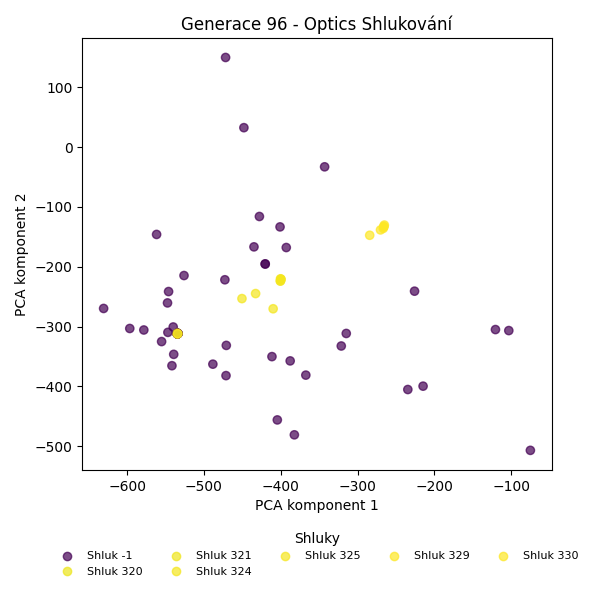 Generace 96 - Optics Shlukování
PCA komponent 2
100
0
−100
−200
−300
−400
−500
−600 −500 −400 −300 −200 −100
PCA komponent 1
Shluky
Shluk -1 Shluk 321 Shluk 325 Shluk 329 Shluk 330
Shluk 320 Shluk 324